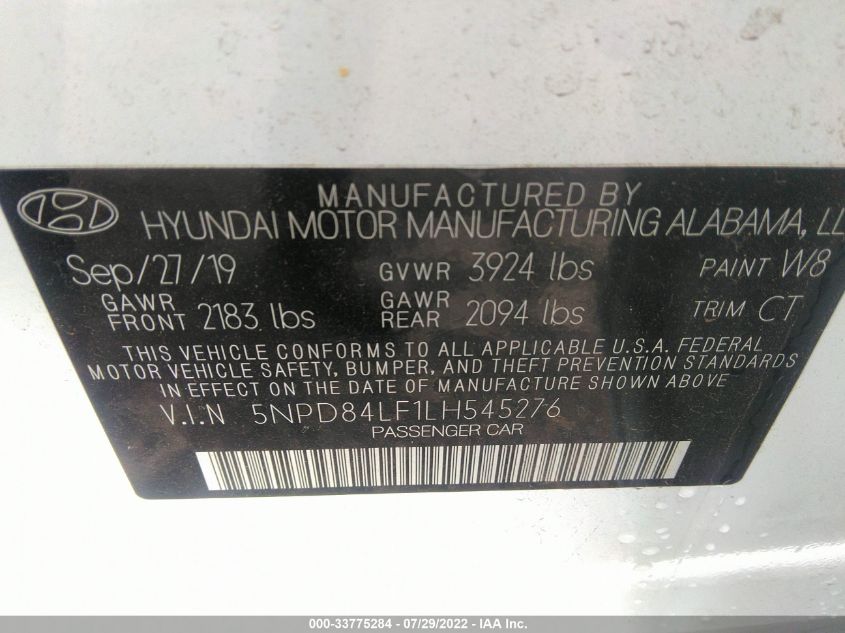 MANUFACTURED BY
HYUNDAI MOTOR MANUFACTURING ALABAMA, LL
Sep/27/19 GVWR 3924 lbs PAINT W8
GAWR FRONT 2183 lbs GAWR REAR 2094 lbs TRIM CT
THIS VEHICLE CONFORMS TO ALL APPLICABLE U.S.A. FEDERAL
MOTOR VEHICLE SAFETY, BUMPER, AND THEFT PREVENTION STANDARDS
IN EFFECT ON THE DATE OF MANUFACTURE SHOWN ABOVE
V.I.N 5NPD84LF1LH545276
PASSENGER CAR
000-33775284 - 07/29/2022 - IAA Inc.